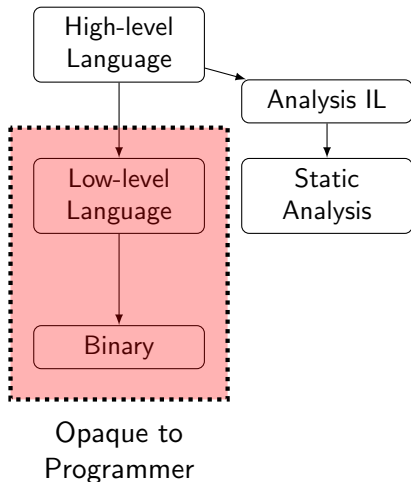 High-level
Language
Analysis IL
Low-level
Language
Static
Analysis
Binary
Opaque to
Programmer